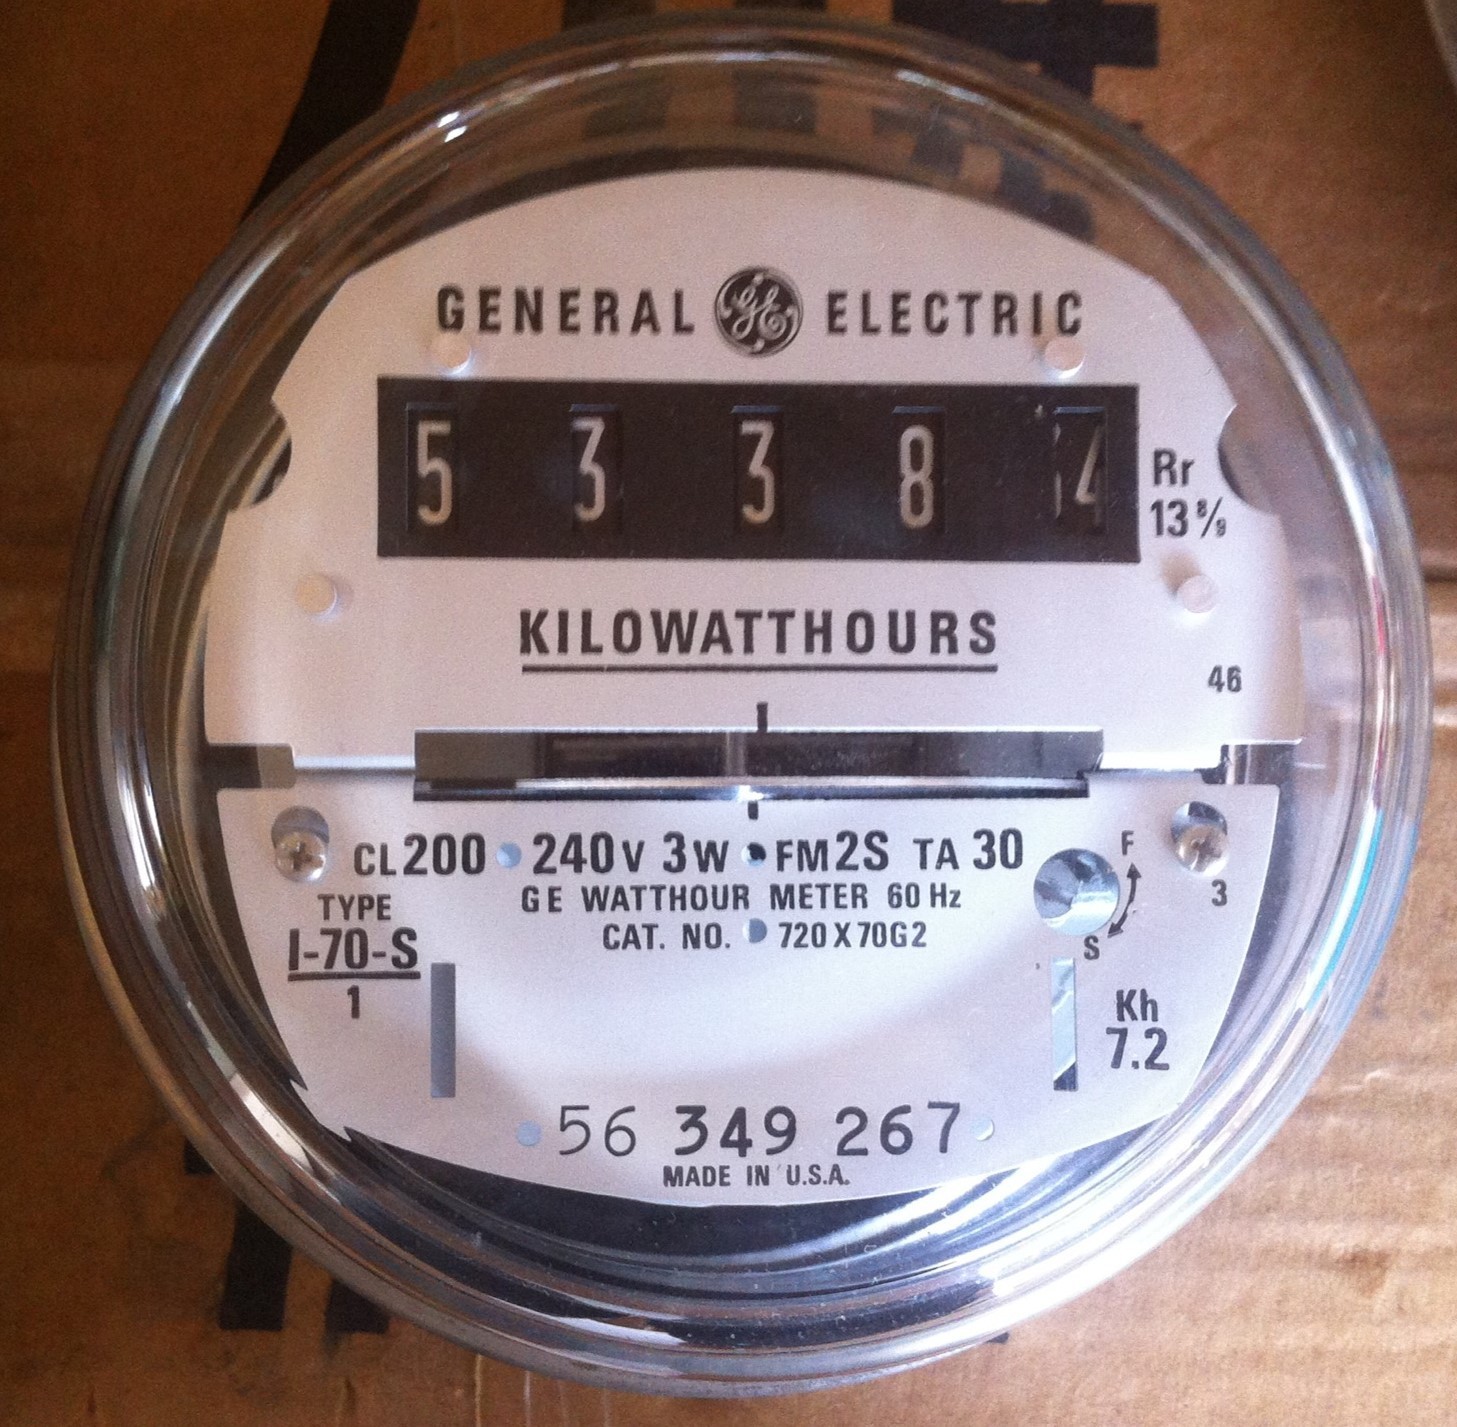 GENERAL GE ELECTRIC
5 3 3 8 4
Rr
13 8/9
KILOWATTHOURS
46
CL200 240V 3W FM2S TA 30
GE WATTHOUR METER 60 Hz
CAT. NO. 720X70G2
TYPE
I-70-S
1
F
S
3
Kh
7.2
56 349 267
MADE IN U.S.A.